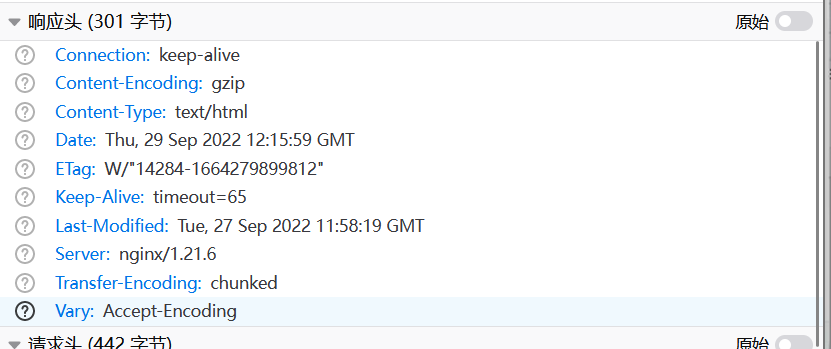 响应头 (301 字节) 原始
Connection: keep-alive
Content-Encoding: gzip
Content-Type: text/html
Date: Thu, 29 Sep 2022 12:15:59 GMT
ETag: W/"14284-1664279899812"
Keep-Alive: timeout=65
Last-Modified: Tue, 27 Sep 2022 11:58:19 GMT
Server: nginx/1.21.6
Transfer-Encoding: chunked
Vary: Accept-Encoding
请求头 (442 字节) 原始